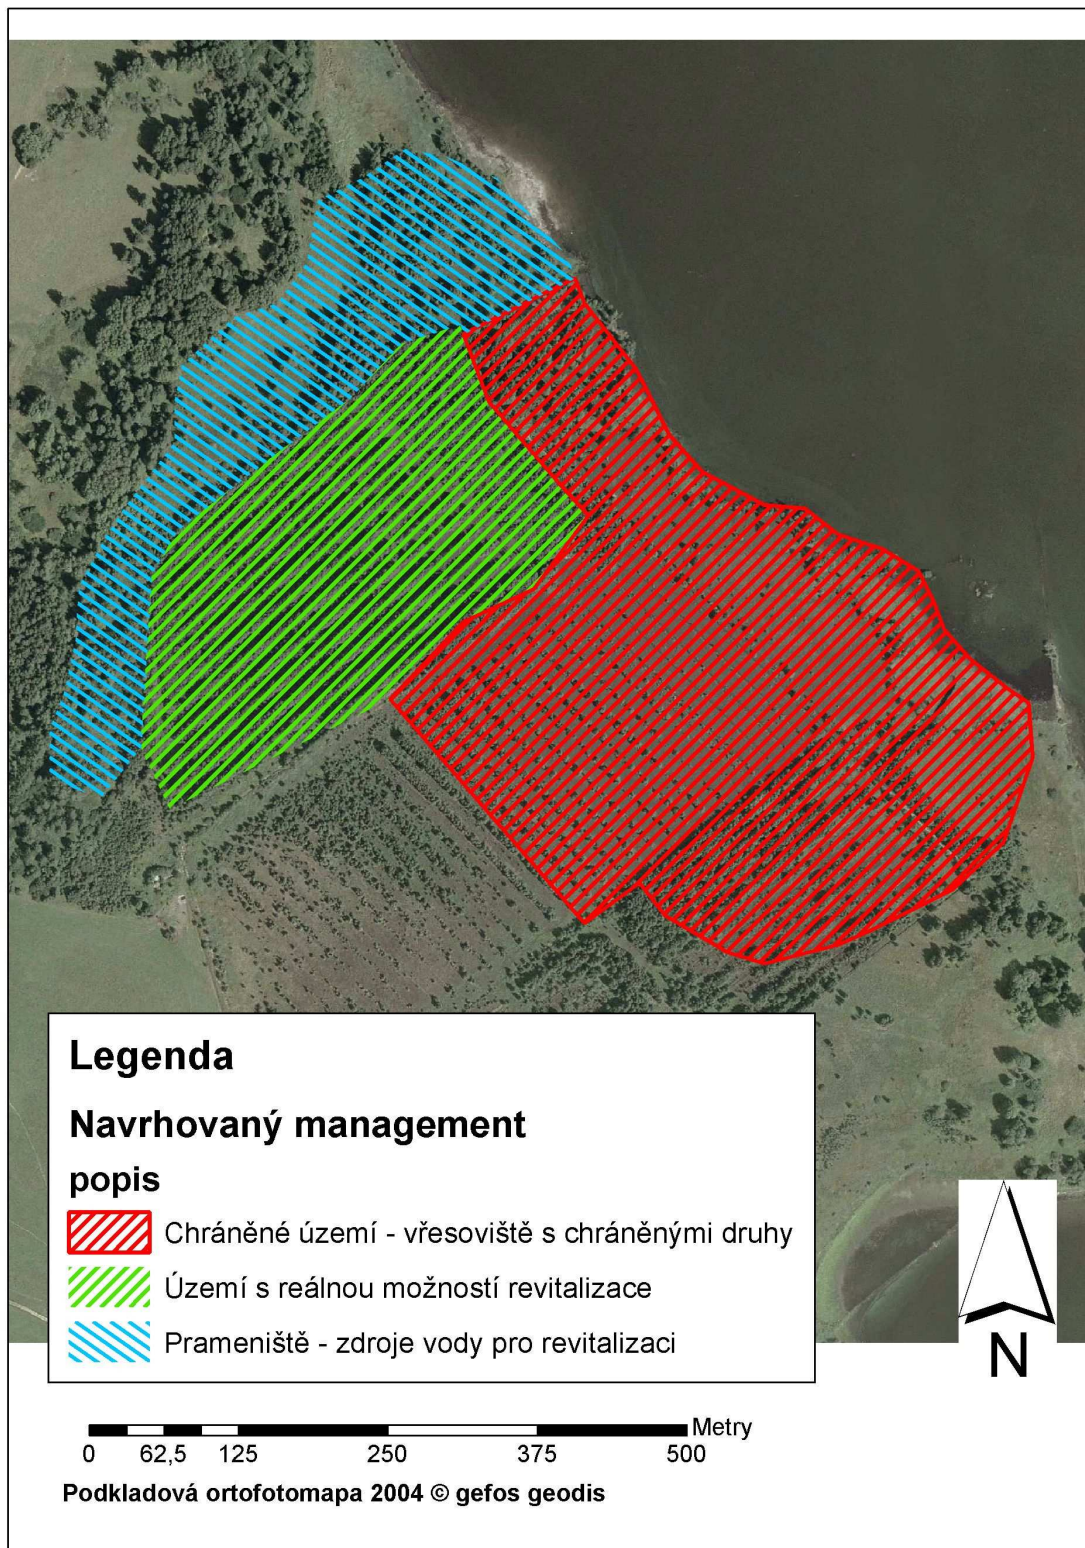 Legenda
Navrhovaný management
popis
Chráněné území - vřesoviště s chráněnými druhy
Území s reálnou možností revitalizace
Prameniště - zdroje vody pro revitalizaci
N
Metry
0 62,5 125 250 375 500
Podkladová ortofotomapa 2004 © gefos geodis